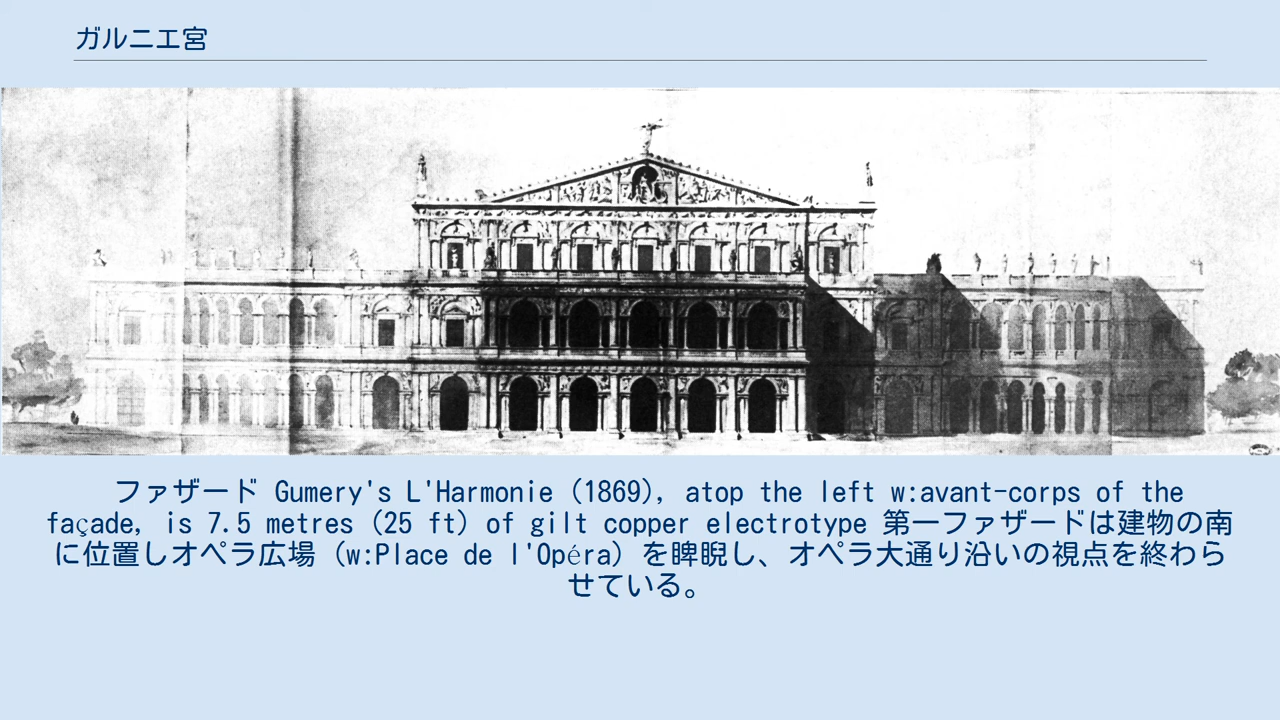 ガルニエ宮
ファザード Gumery's L'Harmonie (1869), atop the left w:avant-corps of the
façade, is 7.5 metres (25 ft) of gilt copper electrotype 第一ファザードは建物の南
に位置しオペラ広場（w:Place de l'Opéra）を睥睨し、オペラ大通り沿いの視点を終わら
せている。